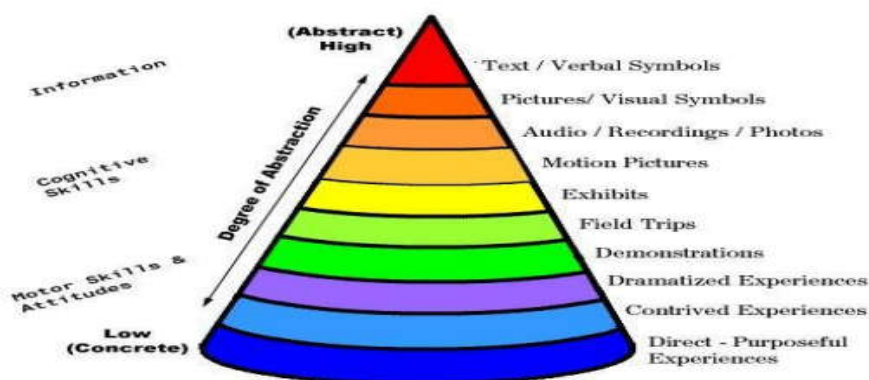 (Abstract)
High
Information
Text / Verbal Symbols
Pictures/ Visual Symbols
Audio / Recordings / Photos
Motion Pictures
Cognitive
Skills
Degree of Abstraction
Exhibits
Field Trips
Demonstrations
Motor Skills &
Attitudes
Dramatized Experiences
Contrived Experiences
Low
(Concrete)
Direct - Purposeful
Experiences